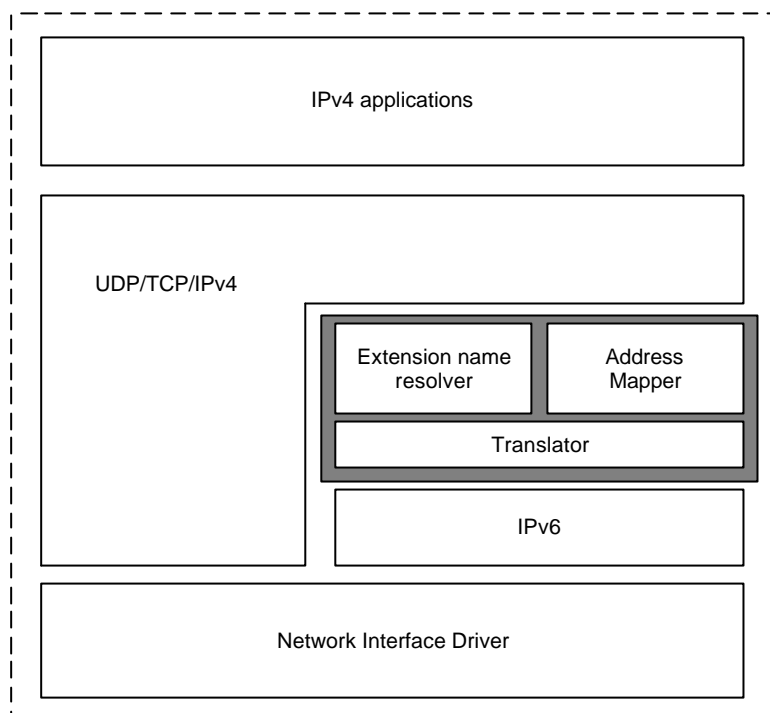 IPv4 applications
UDP/TCP/IPv4
Extension name
resolver
Address
Mapper
Translator
IPv6
Network Interface Driver